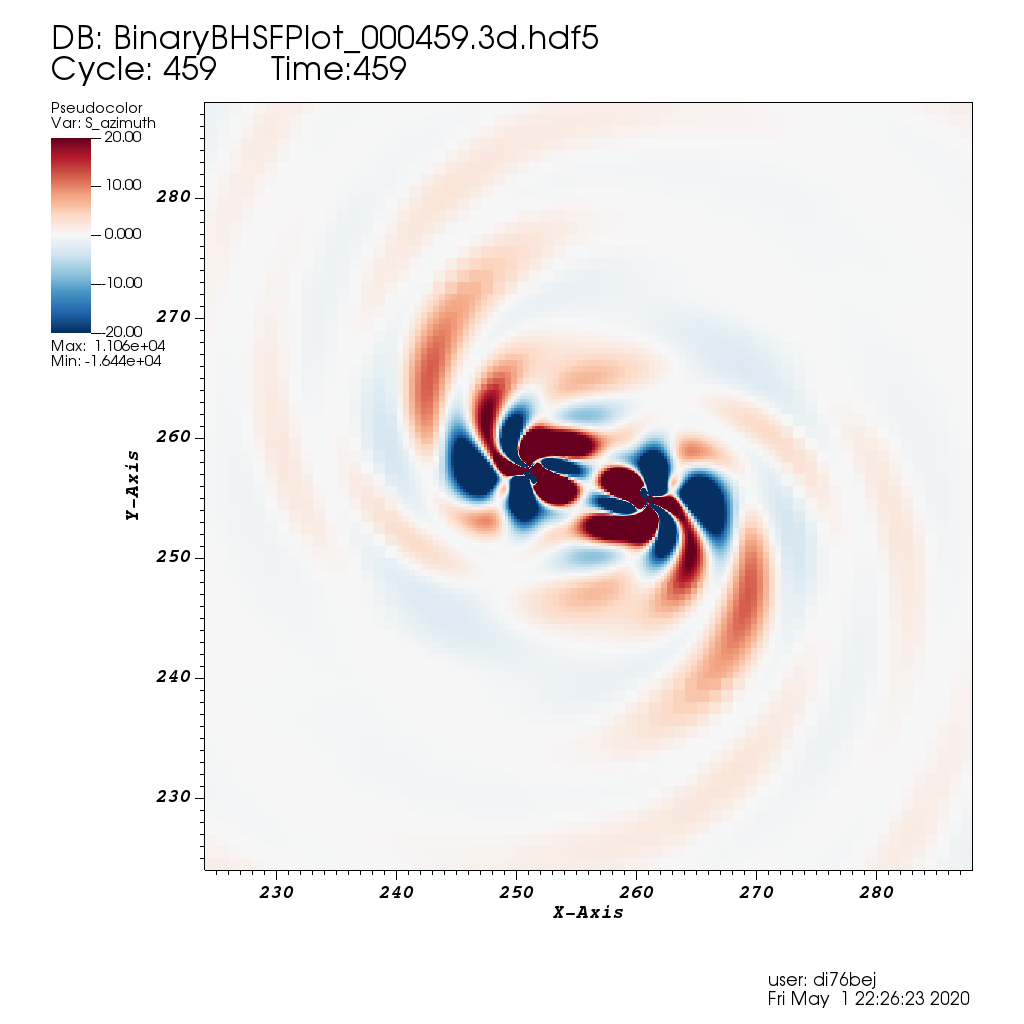 DB: BinaryBHSFPlot_000459.3d.hdf5
Cycle: 459 Time:459
Pseudocolor
Var: S_azimuth
20.00
10.00
0.000
-10.00
-20.00
Max: 1.106e+04
Min: -1.644e+04
Y-Axis
280
270
260
250
240
230
230 240 250 260 270 280
X-Axis
user: di76bej
Fri May 1 22:26:23 2020